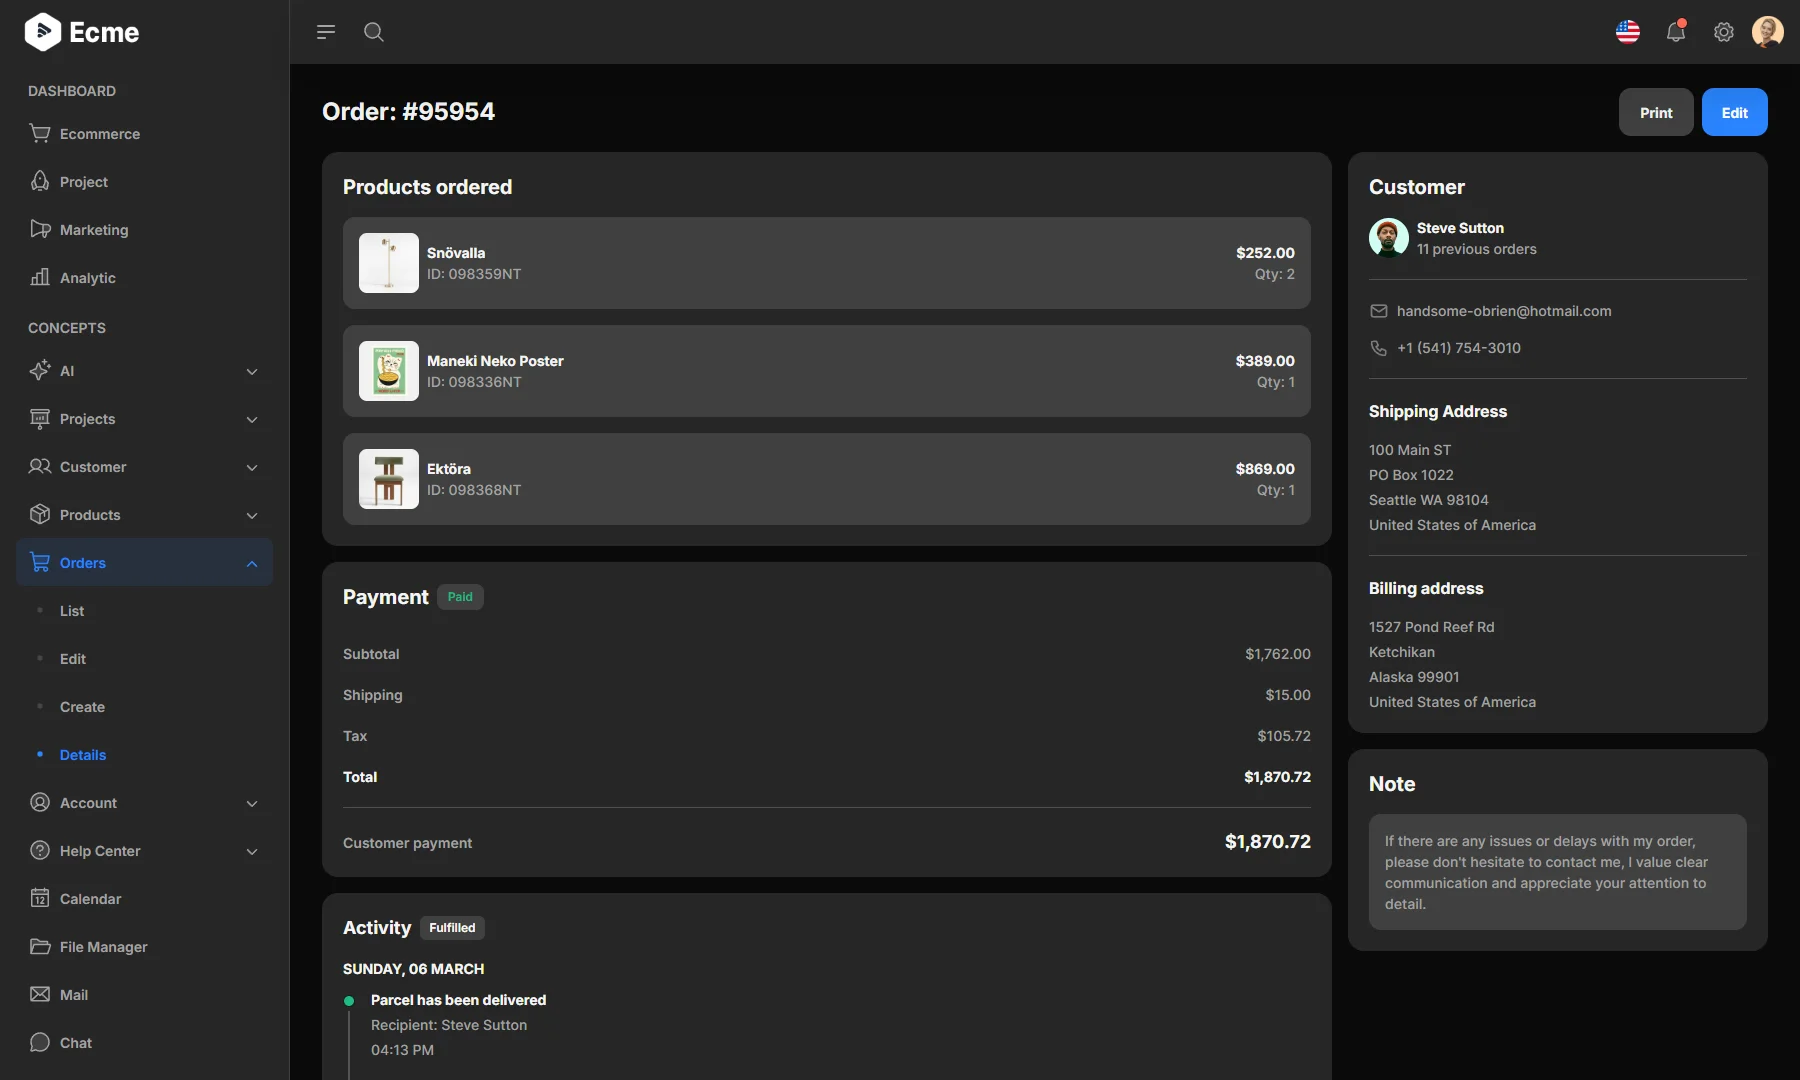 Ecme
DASHBOARD
Ecommerce
Project
Marketing
Analytic
CONCEPTS
AI
Projects
Customer
Products
Orders
List
Edit
Create
Details
Account
Help Center
12
Calendar
File Manager
Mail
Chat
Order: #95954
Print
Edit
Products ordered
Snövalla
ID: 098359NT
$252.00
Qty: 2
Maneki Neko Poster
ID: 098336NT
$389.00
Qty: 1
Ektöra
ID: 098368NT
$869.00
Qty: 1
Payment
Paid
Subtotal
$1,762.00
Shipping
$15.00
Tax
$105.72
Total
$1,870.72
Customer payment
$1,870.72
Activity
Fulfilled
SUNDAY, 06 MARCH
Parcel has been delivered
Recipient: Steve Sutton
04:13 PM
Customer
Steve Sutton
11 previous orders
handsome-obrien@hotmail.com
+1 (541) 754-3010
Shipping Address
100 Main ST
PO Box 1022
Seattle WA 98104
United States of America
Billing address
1527 Pond Reef Rd
Ketchikan
Alaska 99901
United States of America
Note
If there are any issues or delays with my order,
please don't hesitate to contact me, I value clear
communication and appreciate your attention to
detail.